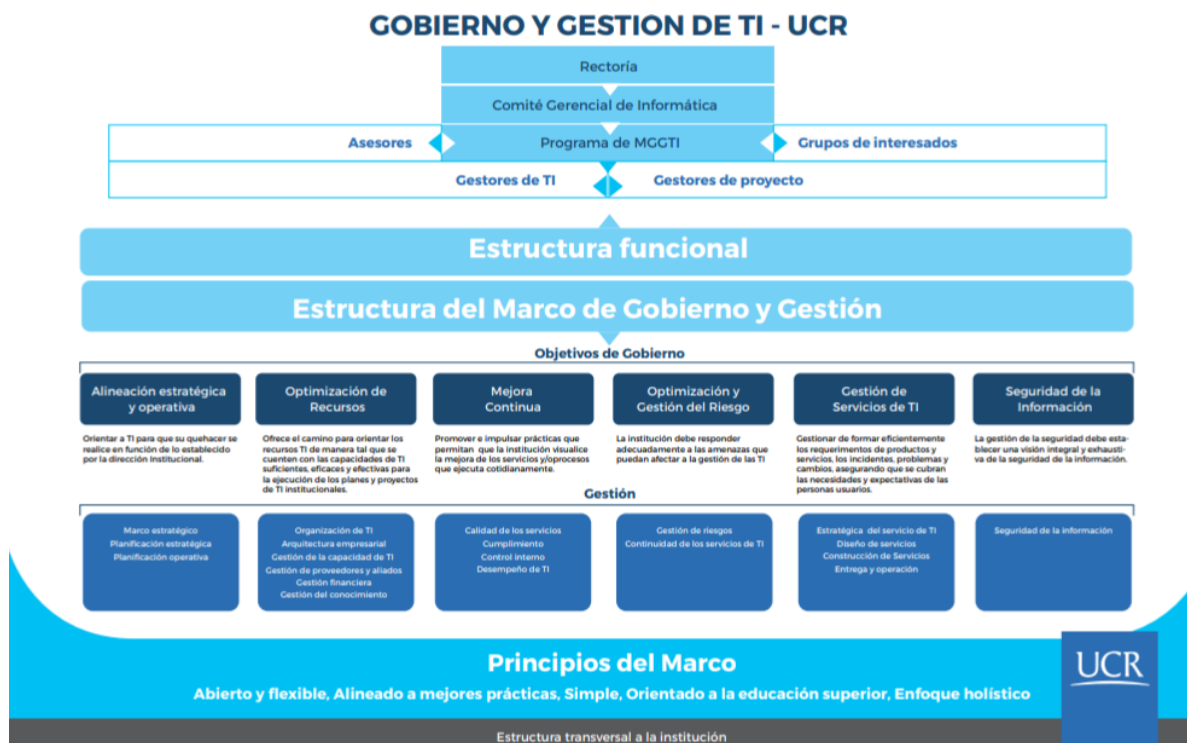 GOBIERNO Y GESTION DE TI - UCR
Rectoría
Comité Gerencial de Informática
Asesores
Programa de MGGTI
Grupos de interesados
Gestores de TI
Gestores de proyecto
Estructura funcional
Estructura del Marco de Gobierno y Gestión
Objetivos de Gobierno
Alineación estratégica
y operativa
Orientar a TI para que su quehacer se
realice en función de lo establecido
por la dirección institucional.
Optimización de
Recursos
Ofrece el camino para orientar los
recursos TI de manera tal que se
cuenten con las capacidades de TI
suficientes, eficaces y efectivas para
la ejecución de los planes y proyectos
de TI institucionales.
Mejora
Continua
Promover e impulsar prácticas que
permitan que la institución visualice
la mejora de los servicios y/oprocesos
que ejecuta cotidianamente.
Optimización y
Gestión del Riesgo
La institución debe responder
adecuadamente a las amenazas que
puedan afectar a la gestión de las TI
Gestión de
Servicios de TI
Gestionar de formar eficientemente
los requerimentos de productos y
servicios, los incidentes, problemas y
cambios, asegurando que se cubran
las necesidades y expectativas de las
personas usuarios.
Seguridad de la
Información
La gestión de la seguridad debe esta-
blecer una visión integral y exhausti-
va de la seguridad de la información.
Gestión
Marco estratégico
Planificación estratégica
Planificación operativa
Organización de TI
Arquitectura empresarial
Gestión de la capacidad de TI
Gestión de proveedores y aliados
Gestión financiera
Gestión del conocimiento
Calidad de los servicios
Cumplimiento
Control interno
Desempeño de TI
Gestión de riesgos
Continuidad de los servicios de TI
Estratégica del servicio de TI
Diseño de servicios
Construcción de Servicios
Entrega y operación
Seguridad de la información
Principios del Marco
Abierto y flexible, Alineado a mejores prácticas, Simple, Orientado a la educación superior, Enfoque holístico
UCR
Estructura transversal a la institución